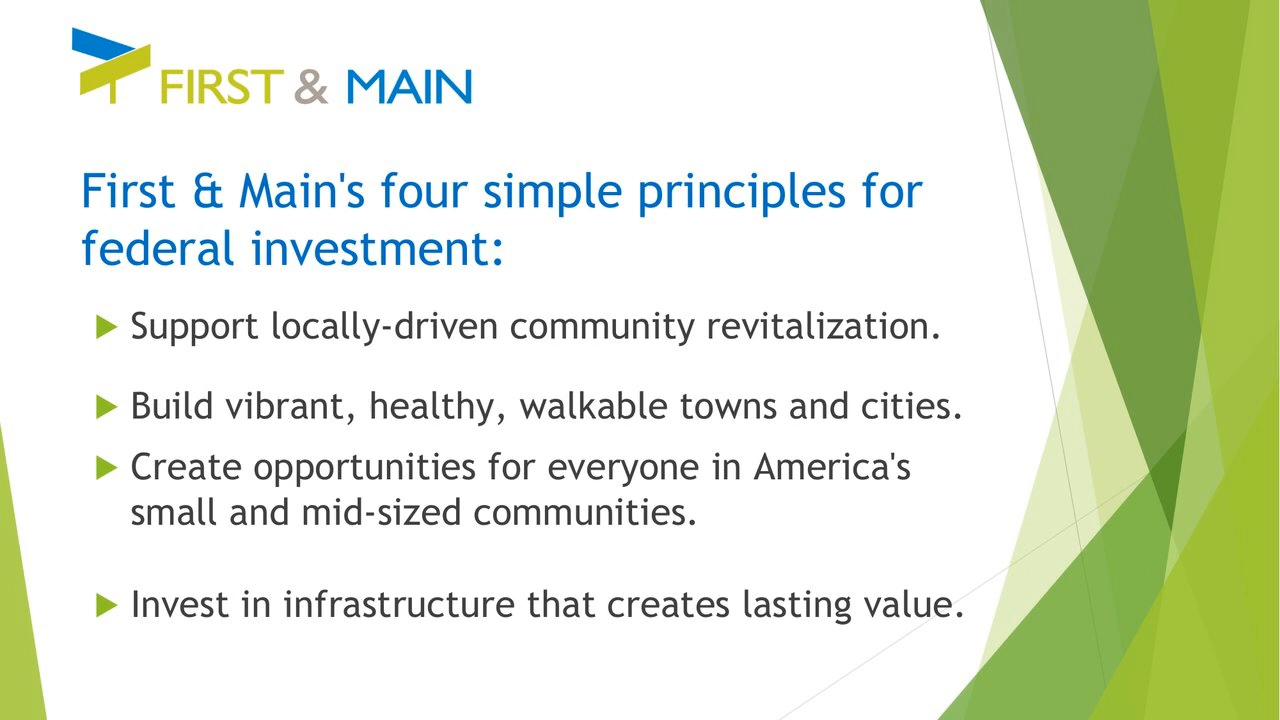 FIRST & MAIN
First & Main's four simple principles for
federal investment:
Support locally-driven community revitalization.
Build vibrant, healthy, walkable towns and cities.
Create opportunities for everyone in America's
small and mid-sized communities.
Invest in infrastructure that creates lasting value.